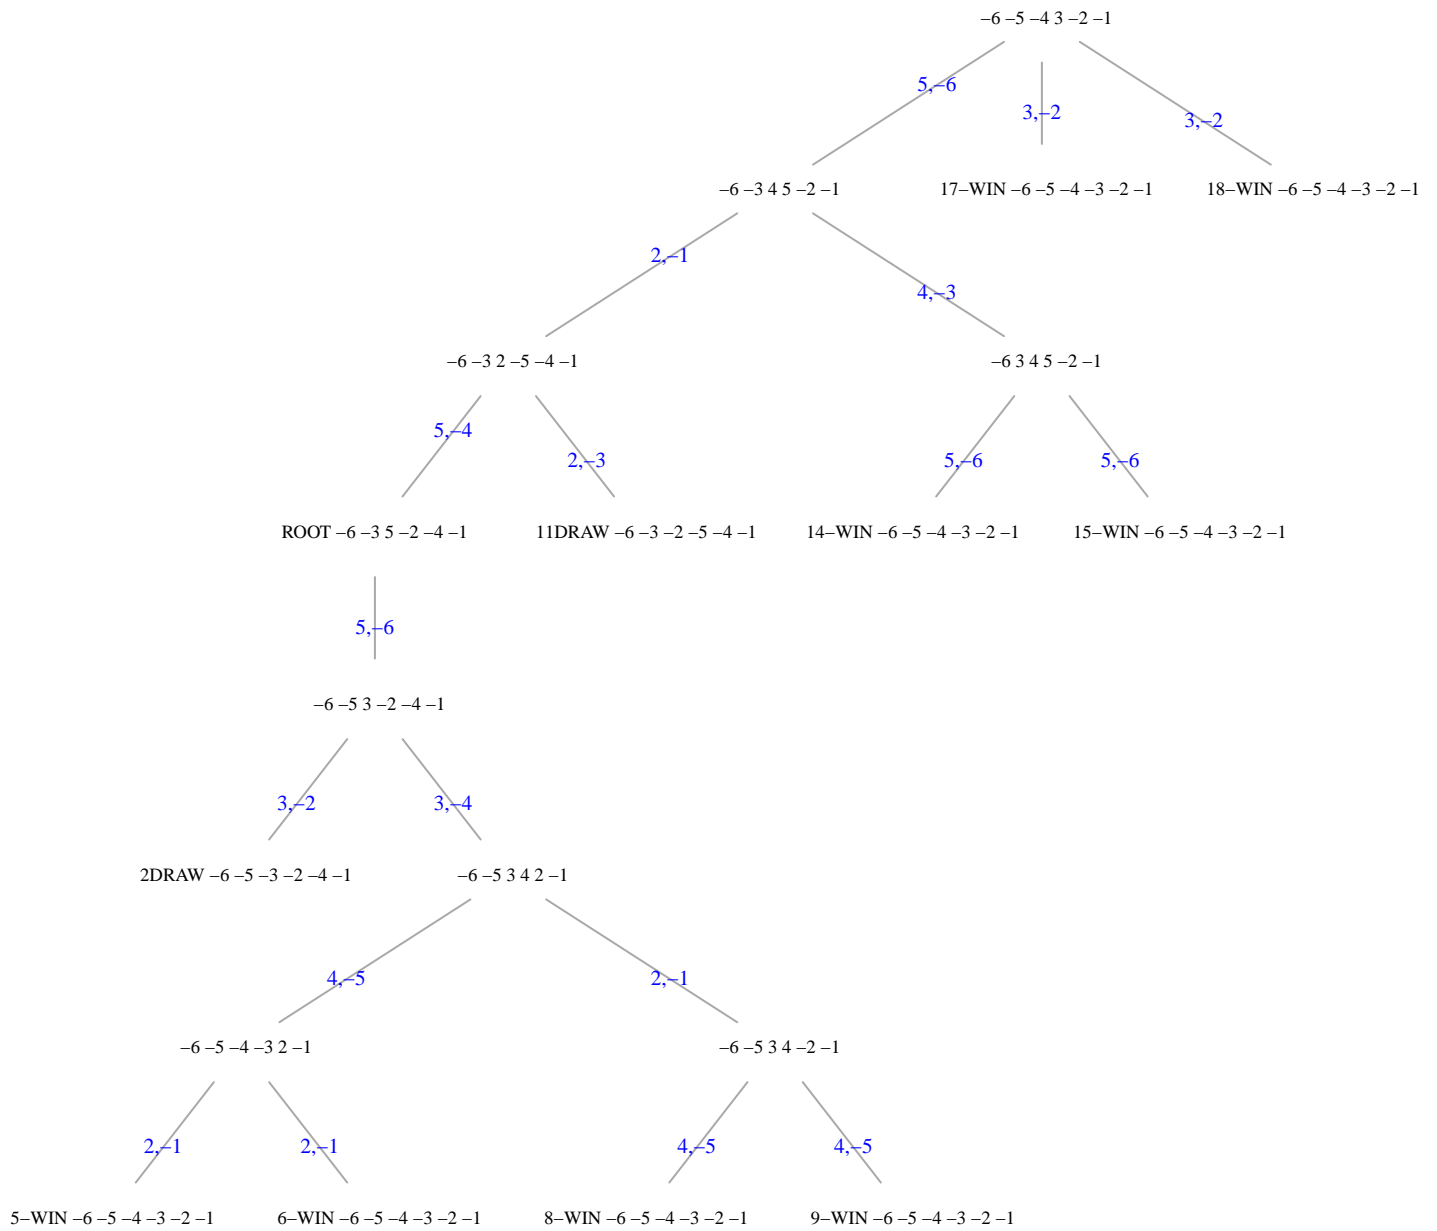 –6 –5 –4 3 –2 –1
5,–6
3,–2
3,–2
–6 –3 4 5 –2 –1
17–WIN –6 –5 –4 –3 –2 –1
18–WIN –6 –5 –4 –3 –2 –1
2,–1
4,–3
–6 –3 2 –5 –4 –1
–6 3 4 5 –2 –1
5,–4
2,–3
5,–6
5,–6
ROOT –6 –3 5 –2 –4 –1
11DRAW –6 –3 –2 –5 –4 –1
14–WIN –6 –5 –4 –3 –2 –1
15–WIN –6 –5 –4 –3 –2 –1
5,–6
–6 –5 3 –2 –4 –1
3,–2
3,–4
2DRAW –6 –5 –3 –2 –4 –1
–6 –5 3 4 2 –1
4,–5
2,–1
–6 –5 –4 –3 2 –1
–6 –5 3 4 –2 –1
2,–1
2,–1
4,–5
4,–5
5–WIN –6 –5 –4 –3 –2 –1
6–WIN –6 –5 –4 –3 –2 –1
8–WIN –6 –5 –4 –3 –2 –1
9–WIN –6 –5 –4 –3 –2 –1